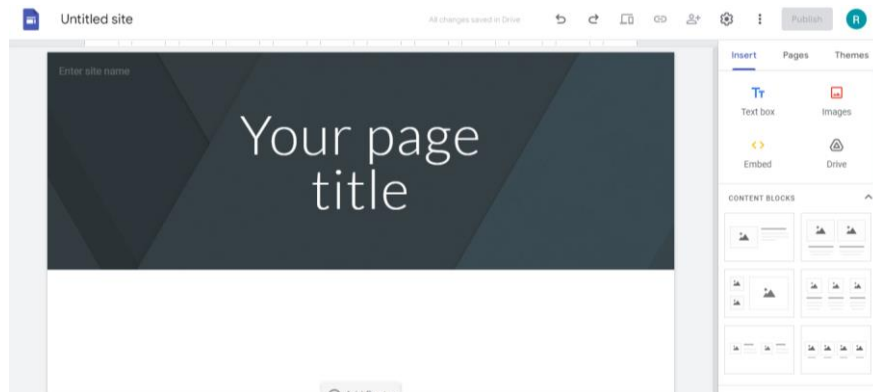 Untitled site
All changes saved in Drive
Publish
R
Insert Pages Themes
Enter site name
Your page
title
Tт Text box
Images
Embed
Drive
CONTENT BLOCKS